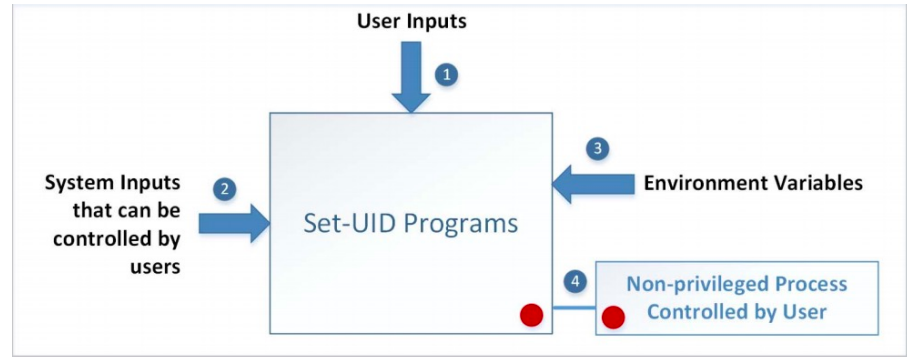 User Inputs
1
3
System Inputs
that can be
controlled by
users
2
Environment Variables
Set-UID Programs
4
Non-privileged Process
Controlled by User